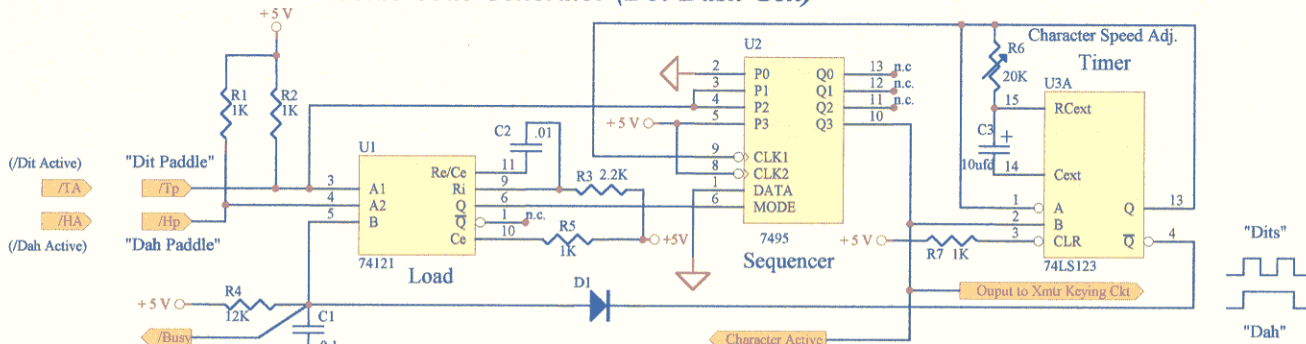 +5 V
R1
1K
R2
1K
(/Dit Active)
"Dit Paddle"
/TA
/Tp
/HA
/Hp
(/Dah Active)
"Dah Paddle"
U1
3
A1
4
A2
5
B
Re/Ce
11
Ri
9
Q
6
Q
1
n.c.
Ce
10
74121
Load
C2
.01
R3
2.2K
R5
1K
+5V
+5 V
R4
12K
/Busy
C1
D1
U2
2
P0
3
P1
4
P2
5
P3
+5 V
9
CLK1
8
CLK2
1
DATA
6
MODE
Q0
13
n.c
Q1
12
n.c.
Q2
11
n.c.
Q3
10
7495
Sequencer
Character Speed Adj.
R6
20K
Timer
U3A
15
RCext
C3
+
10ufd
14
Cext
1
A
2
B
3
CLR
Q
13
Q
4
+5 V
R7
1K
74LS123
Ouput to Xmtr Keying Ckt
Character Active
"Dits"
"Dah"